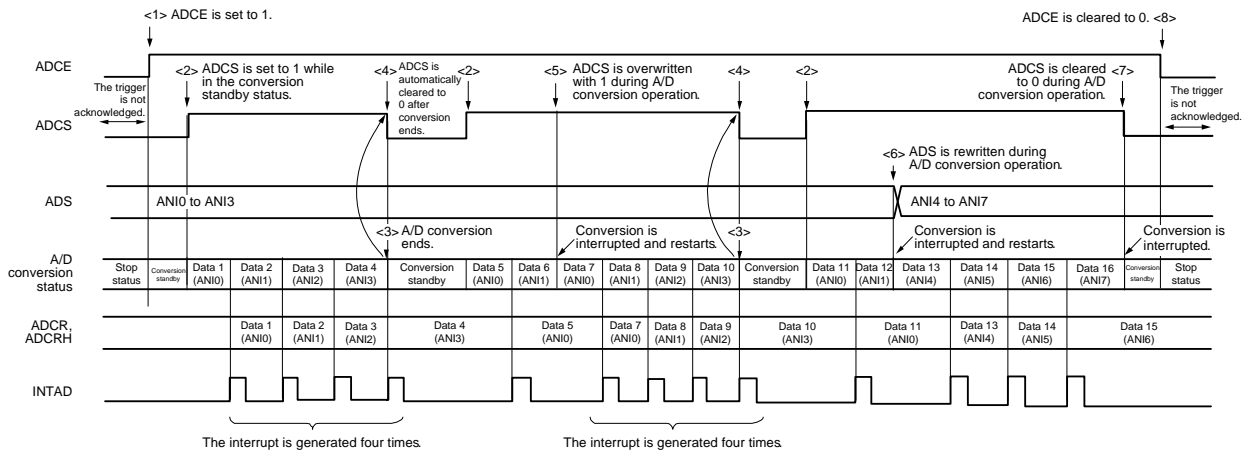 <1> ADCE is set to 1.
ADCE is cleared to 0. <8>
ADCE
The trigger
is not
acknowledged.
<2> ADCS is set to 1 while
in the conversion
standby status.
<4> ADCS is
automatically
cleared to
0 after
conversion
ends.
<2>
<5> ADCS is overwritten
with 1 during A/D
conversion operation.
<4>
<2>
ADCS is cleared <7>
to 0 during A/D
conversion operation.
The trigger
is not
acknowledged.
ADCS
<6> ADS is rewritten during
A/D conversion operation.
ADS
ANI0 to ANI3
ANI4 to ANI7
<3> A/D conversion
ends.
Conversion is
interrupted and restarts.
<3>
Conversion is
interrupted and restarts.
Conversion is
interrupted.
A/D
conversion
status
Stop
status
Conversion
standby
Data 1
(ANI0)
Data 2
(ANI1)
Data 3
(ANI2)
Data 4
(ANI3)
Conversion
standby
Data 5
(ANI0)
Data 6
(ANI1)
Data 7
(ANI0)
Data 8
(ANI1)
Data 9
(ANI2)
Data 10
(ANI3)
Conversion
standby
Data 11
(ANI0)
Data 12
(ANI1)
Data 13
(ANI4)
Data 14
(ANI5)
Data 15
(ANI6)
Data 16
(ANI7)
Conversion
standby
Stop
status
ADCR,
ADCRH
Data 1
(ANI0)
Data 2
(ANI1)
Data 3
(ANI2)
Data 4
(ANI3)
Data 5
(ANI0)
Data 7
(ANI0)
Data 8
(ANI1)
Data 9
(ANI2)
Data 10
(ANI3)
Data 11
(ANI0)
Data 13
(ANI4)
Data 14
(ANI5)
Data 15
(ANI6)
INTAD
The interrupt is generated four times.
The interrupt is generated four times.